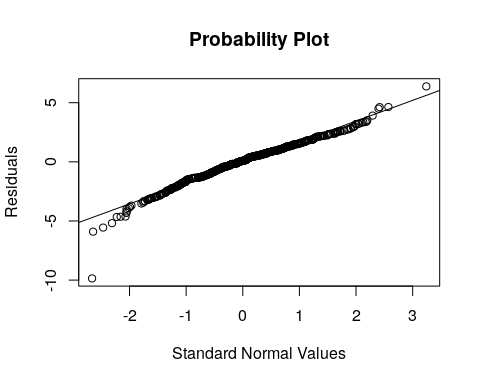 Probability Plot
Residuals
5
0
-5
-10
-2 -1 0 1 2 3
Standard Normal Values